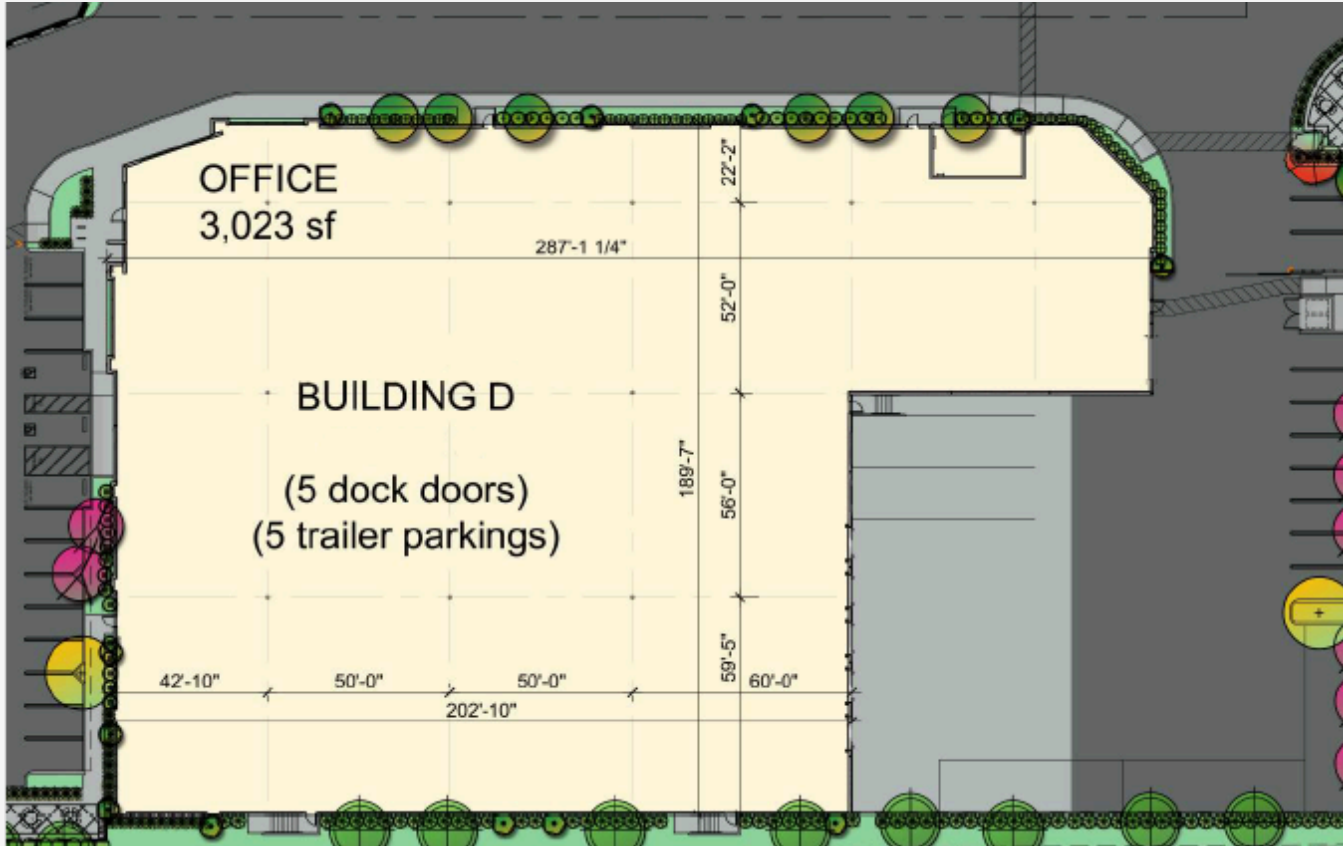 OFFICE
3,023 sf
22'-2"
287'-1 1/4"
52'-0"
BUILDING D
189'-7"
(5 dock doors)
(5 trailer parkings)
56'-0"
59'-5"
42'-10"
50'-0"
50'-0"
60'-0"
202'-10"